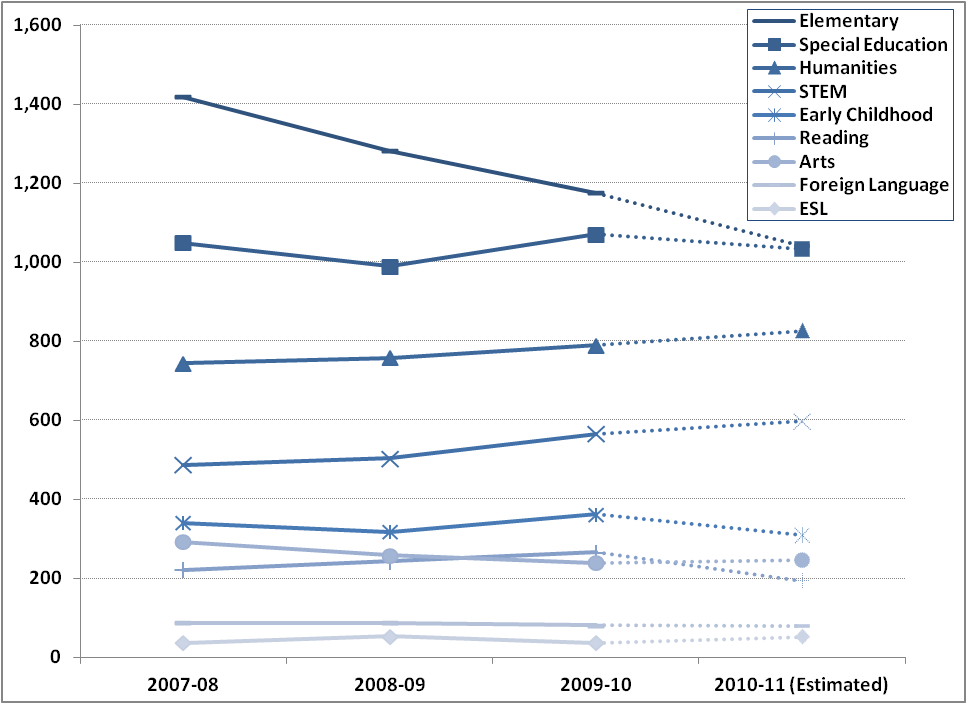 1,600
1,400
1,200
1,000
800
600
400
200
0
2007-08
2008-09
2009-10
2010-11 (Estimated)
Elementary
Special Education
Humanities
STEM
Early Childhood
Reading
Arts
Foreign Language
ESL